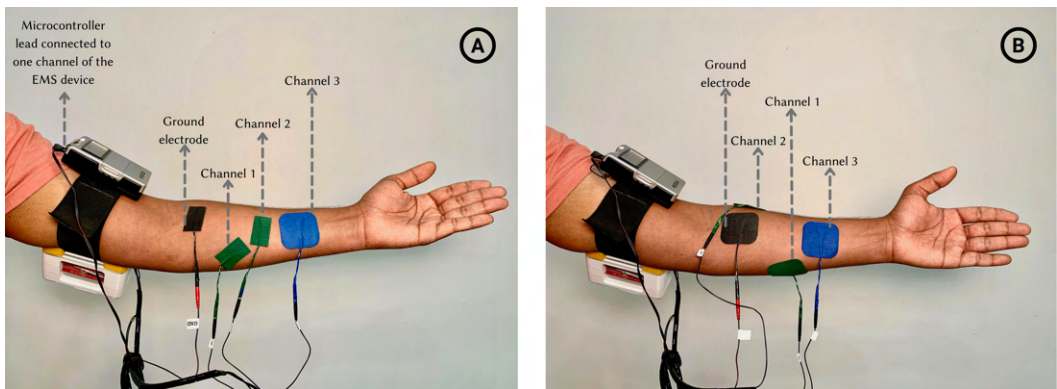 Microcontroller
lead connected to
one channel of the
EMS device
A
Channel 3
Ground
electrode
Channel 2
Channel 1
GND
B
Ground
electrode
Channel 1
Channel 2
Channel 3